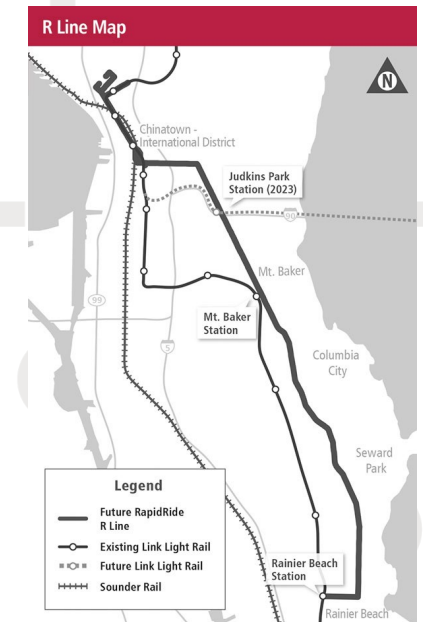 R Line Map
N
Chinatown -
International District
Judkins Park
Station (2023)
90
Mt. Baker
99
Mt. Baker
Station
5
Columbia
City
Seward
Park
Legend
Future RapidRide
R Line
Existing Link Light Rail
Future Link Light Rail
Sounder Rail
Rainier Beach
Station
Rainier Beach